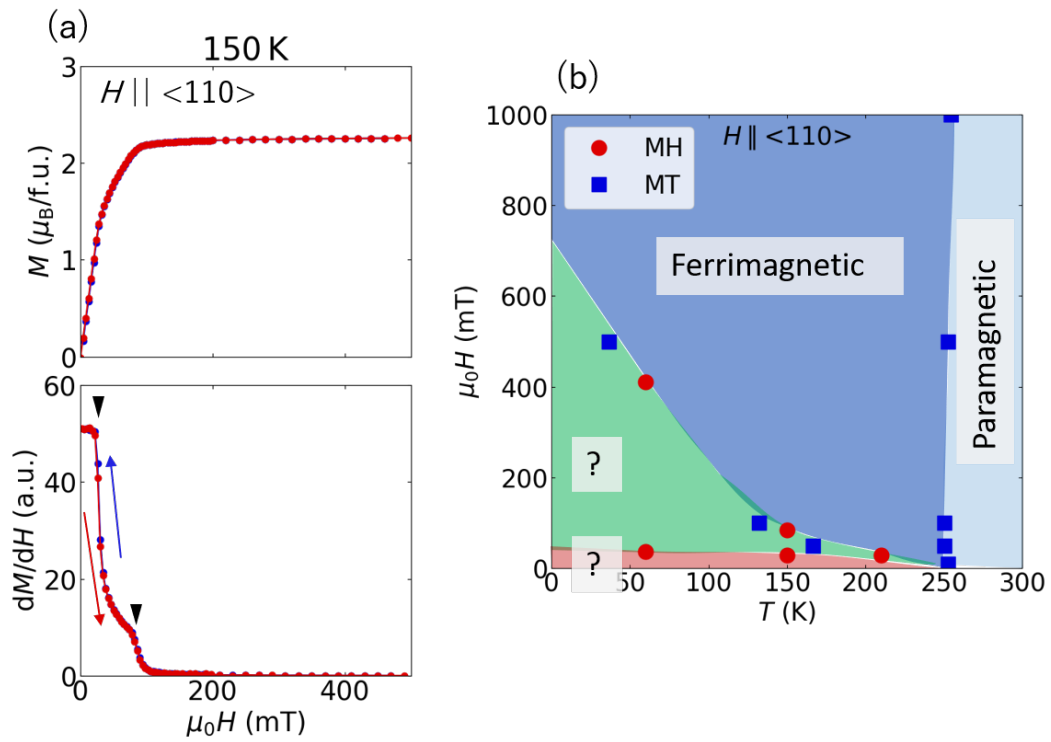 (a)
150 K
H || <110>
3
2
1
0
M (μB/f.u.)
60
40
20
0
dM/dH (a.u.)
0
200
400
μ0H (mT)
(b)
1000
800
600
400
200
0
μ0H (mT)
MH
MT
H ∥ <110>
Ferrimagnetic
Paramagnetic
?
?
0
50
100
150
200
250
300
T (K)